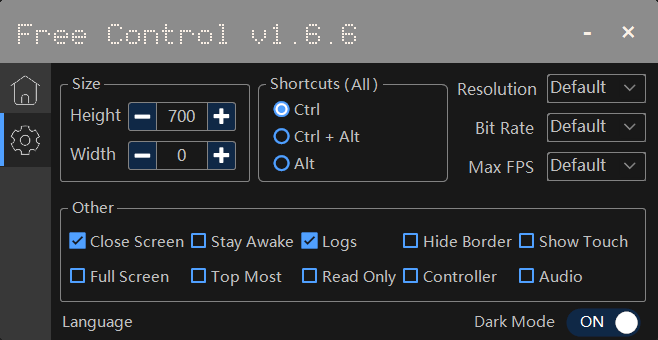 Free Control v1.6.6
Size
Height 700
Width 0
Shortcuts (All)
Ctrl
Ctrl + Alt
Alt
Resolution Default
Bit Rate Default
Max FPS Default
Other
Close Screen Stay Awake Logs Hide Border Show Touch
Full Screen Top Most Read Only Controller Audio
Language Dark Mode ON